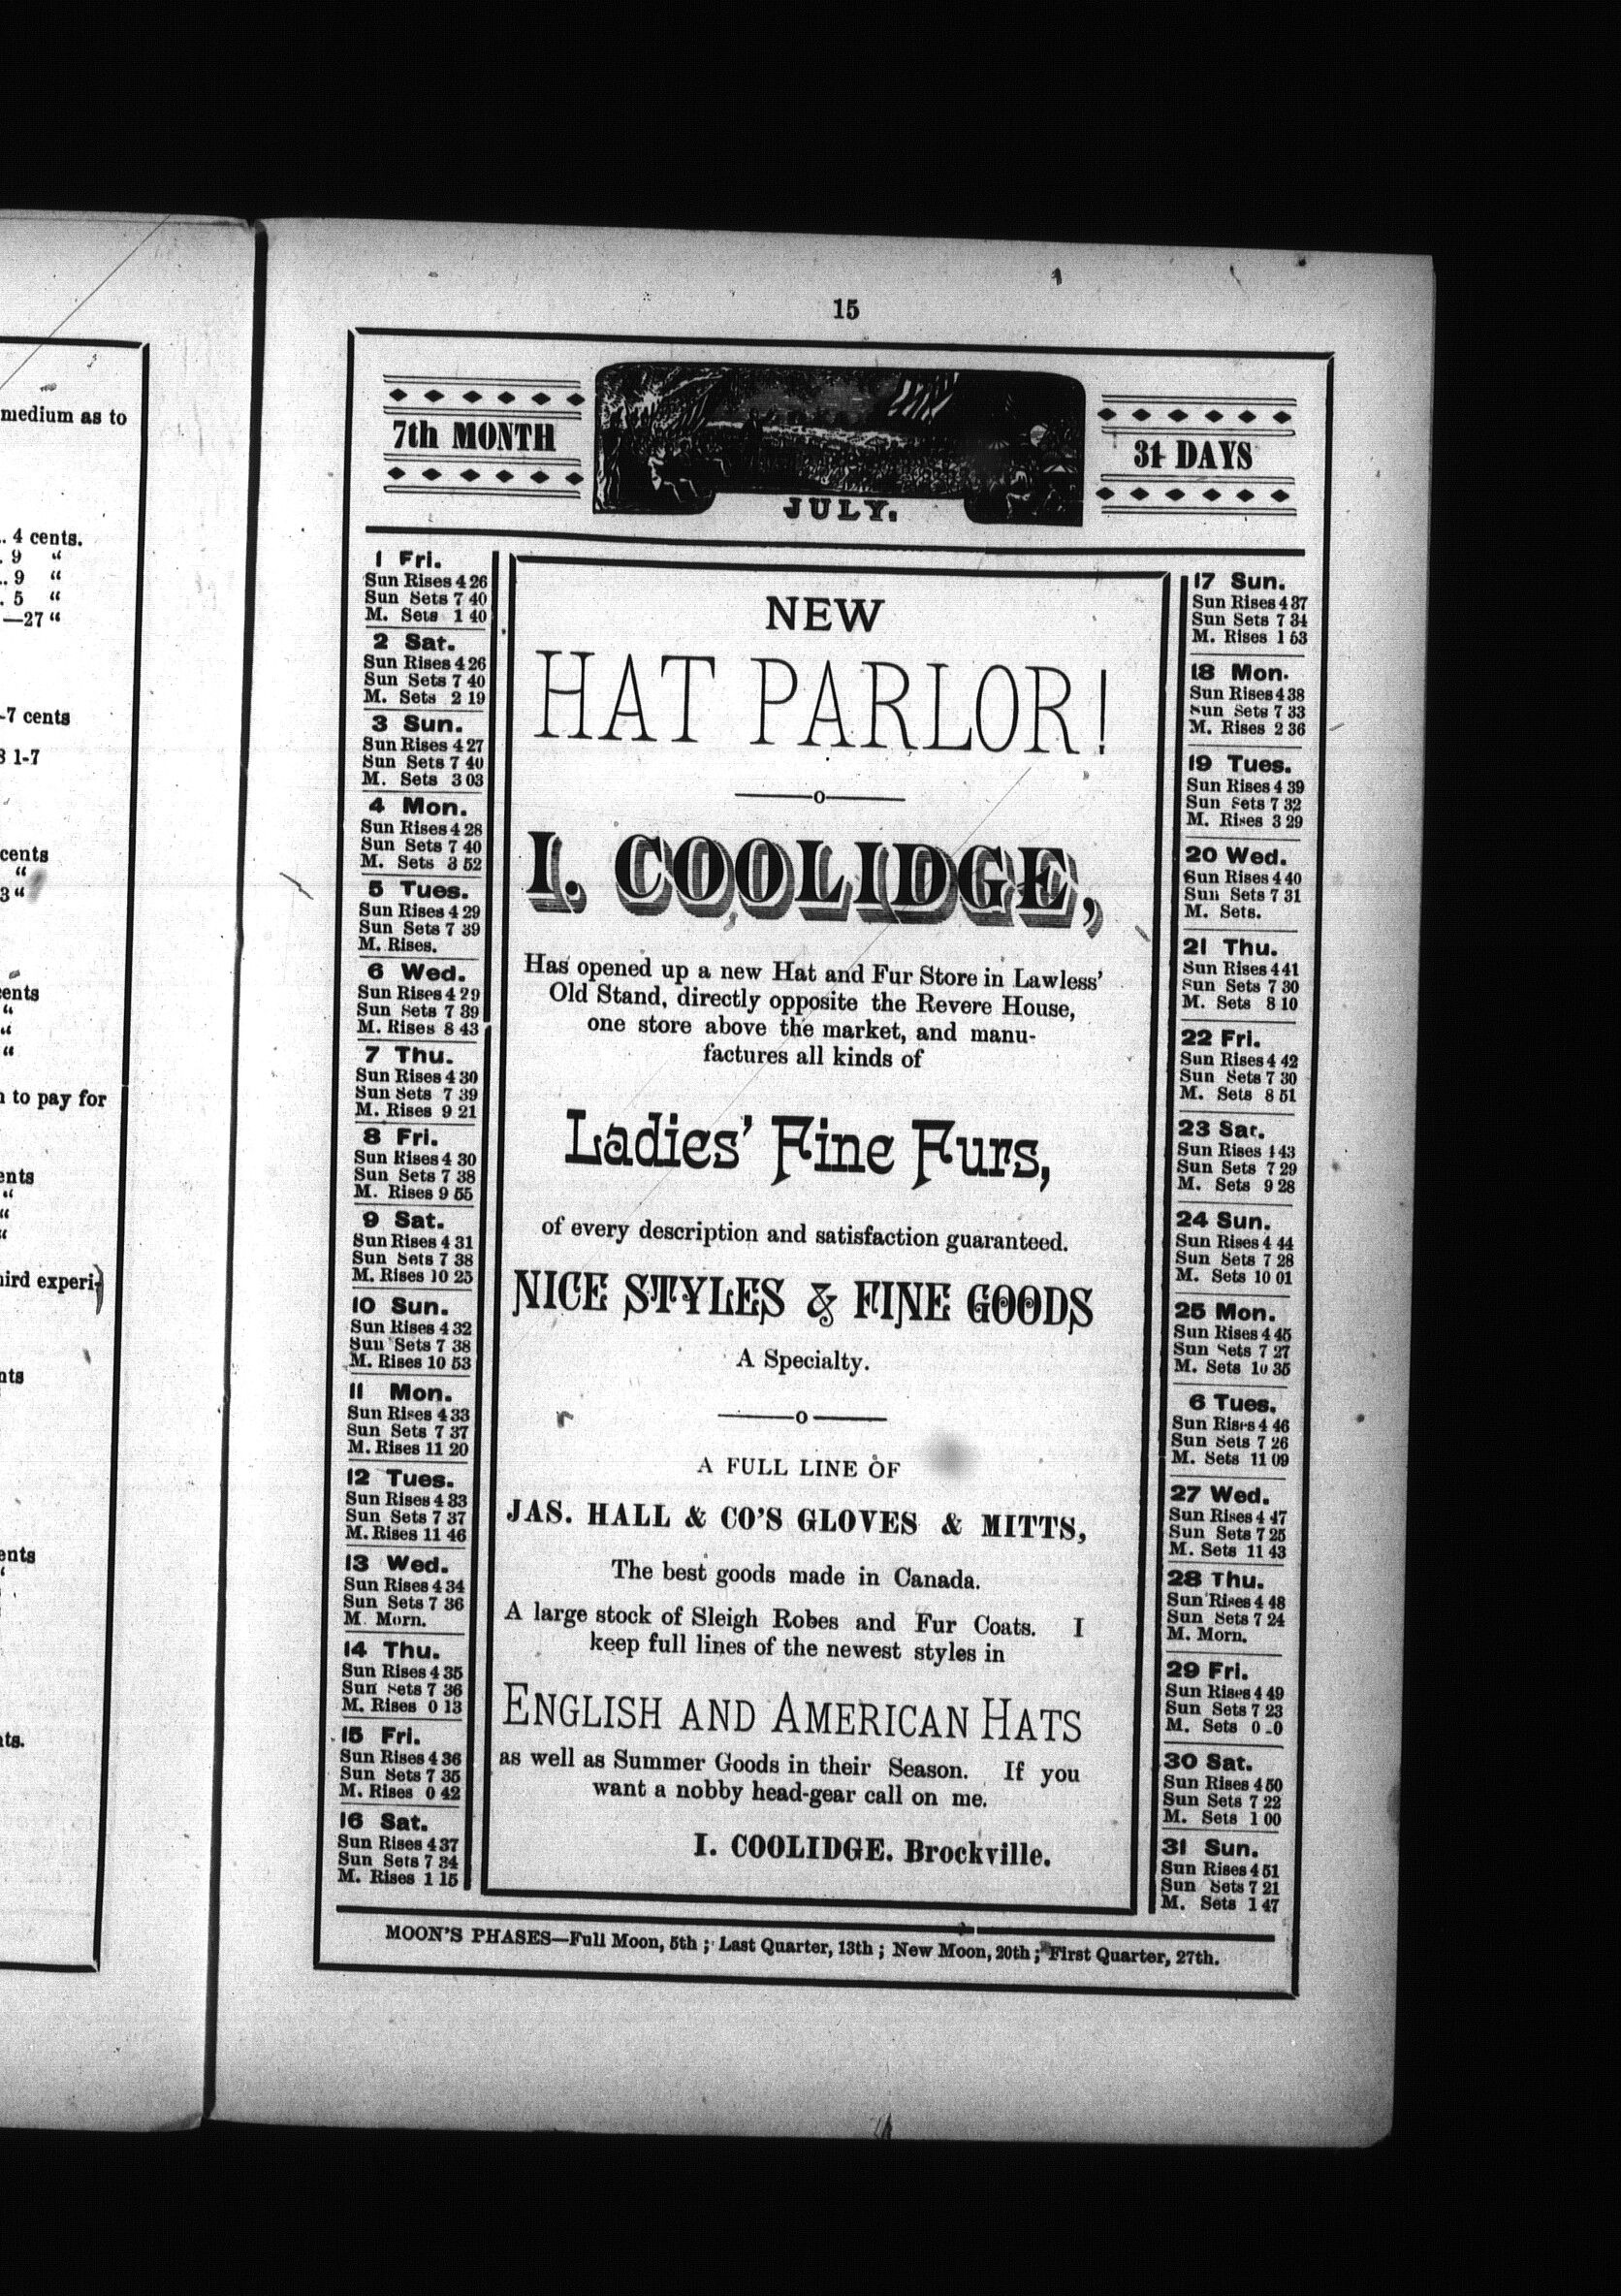 medium as to
.. 4 cents.
. 9 “
.. 9 “
. 5 “
—27 “
-7 cents
8 1-7
cents
“
3 “
ents
“
“
“
to pay for
ents
“
“
“
ird experi-
nts
ents
“
ts.
15
7th MONTH
31 DAYS
JULY.
1 Fri.
Sun Rises 4 26
Sun Sets 7 40
M. Sets 1 40
2 Sat.
Sun Rises 4 26
Sun Sets 7 40
M. Sets 2 19
3 Sun.
Sun Rises 4 27
Sun Sets 7 40
M. Sets 3 03
4 Mon.
Sun Rises 4 28
Sun Sets 7 40
M. Sets 3 52
5 Tues.
Sun Rises 4 29
Sun Sets 7 39
M. Rises.
6 Wed.
Sun Rises 4 29
Sun Sets 7 39
M. Rises 8 43
7 Thu.
Sun Rises 4 30
Sun Sets 7 39
M. Rises 9 21
8 Fri.
Sun Rises 4 30
Sun Sets 7 38
M. Rises 9 55
9 Sat.
Sun Rises 4 31
Sun Sets 7 38
M. Rises 10 25
10 Sun.
Sun Rises 4 32
Sun Sets 7 38
M. Rises 10 53
11 Mon.
Sun Rises 4 33
Sun Sets 7 37
M. Rises 11 20
12 Tues.
Sun Rises 4 33
Sun Sets 7 37
M. Rises 11 46
13 Wed.
Sun Rises 4 34
Sun Sets 7 36
M. Morn.
14 Thu.
Sun Rises 4 35
Sun Sets 7 36
M. Rises 0 13
15 Fri.
Sun Rises 4 36
Sun Sets 7 35
M. Rises 0 42
16 Sat.
Sun Rises 4 37
Sun Sets 7 34
M. Rises 1 15
NEW
HAT PARLOR!
I. COOLIDGE,
Has opened up a new Hat and Fur Store in Lawless’
Old Stand, directly opposite the Revere House,
one store above the market, and manu-
factures all kinds of
Ladies’ Fine Furs,
of every description and satisfaction guaranteed.
NICE STYLES & FINE GOODS
A Specialty.
A FULL LINE OF
JAS. HALL & CO’S GLOVES & MITTS,
The best goods made in Canada.
A large stock of Sleigh Robes and Fur Coats. I
keep full lines of the newest styles in
ENGLISH AND AMERICAN HATS
as well as Summer Goods in their Season. If you
want a nobby head-gear call on me.
I. COOLIDGE. Brockville.
17 Sun.
Sun Rises 4 37
Sun Sets 7 34
M. Rises 1 53
18 Mon.
Sun Rises 4 38
Sun Sets 7 33
M. Rises 2 36
19 Tues.
Sun Rises 4 39
Sun Sets 7 32
M. Rises 3 29
20 Wed.
Sun Rises 4 40
Sun Sets 7 31
M. Sets.
21 Thu.
Sun Rises 4 41
Sun Sets 7 30
M. Sets 8 10
22 Fri.
Sun Rises 4 42
Sun Sets 7 30
M. Sets 8 51
23 Sat.
Sun Rises 4 43
Sun Sets 7 29
M. Sets 9 28
24 Sun.
Sun Rises 4 44
Sun Sets 7 28
M. Sets 10 01
25 Mon.
Sun Rises 4 45
Sun Sets 7 27
M. Sets 10 35
6 Tues.
Sun Rises 4 46
Sun Sets 7 26
M. Sets 11 09
27 Wed.
Sun Rises 4 47
Sun Sets 7 25
M. Sets 11 43
28 Thu.
Sun Rises 4 48
Sun Sets 7 24
M. Morn.
29 Fri.
Sun Rises 4 49
Sun Sets 7 23
M. Sets
30 Sat.
Sun Rises 4 50
Sun Sets 7 22
M. Sets 1 00
31 Sun.
Sun Rises 4 51
Sun Sets 7 21
M. Sets 1 47
MOON’S PHASES—Full Moon, 5th; Last Quarter, 13th; New Moon, 20th; First Quarter, 27th.